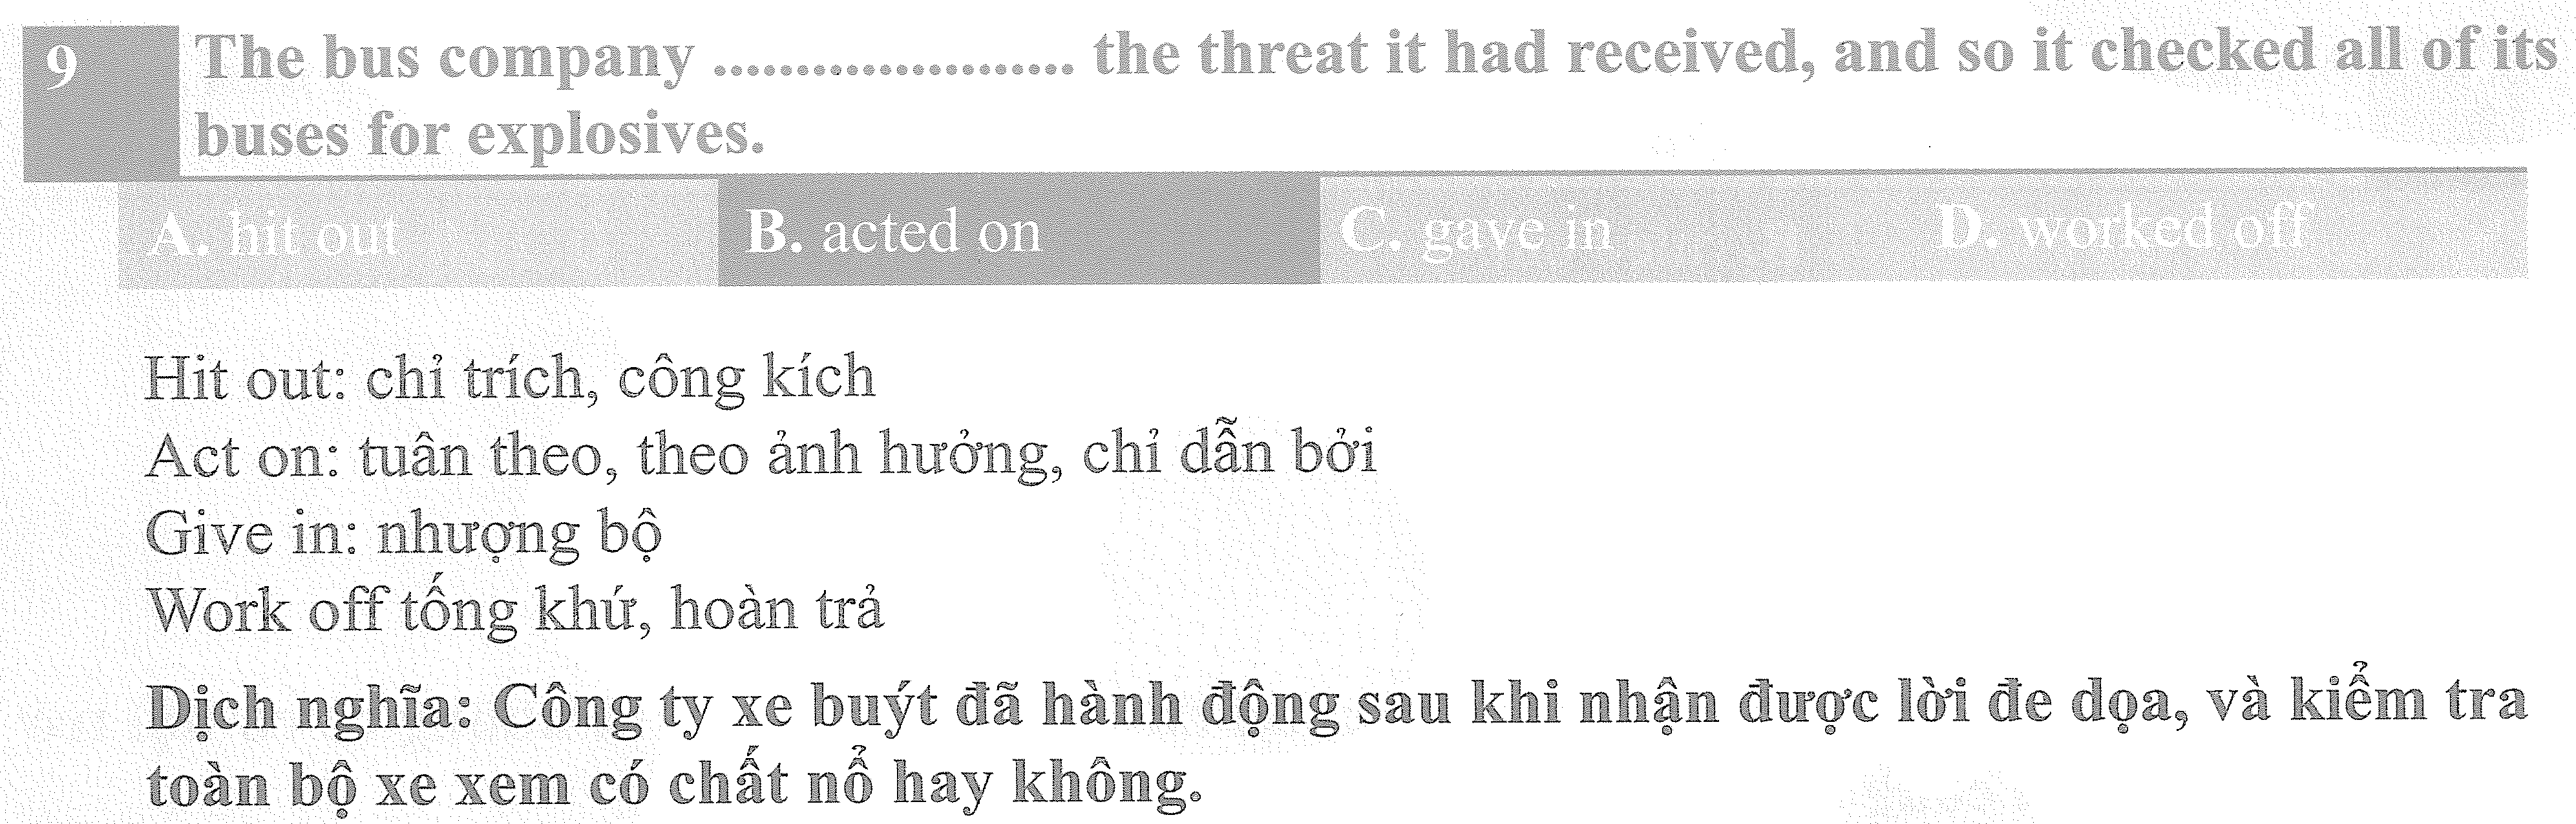 9 The bus company ...................... the threat it had received, and so it checked all of its
buses for explosives.
A. hit out B. acted on C. gave in D. worked off
Hit out: chỉ trích, công kích
Act on: tuân theo, theo ảnh hưởng, chỉ dẫn bởi
Give in: nhượng bộ
Work off tống khứ, hoàn trả
Dịch nghĩa: Công ty xe buýt đã hành động sau khi nhận được lời đe dọa, và kiểm tra
toàn bộ xe xem có chất nổ hay không.